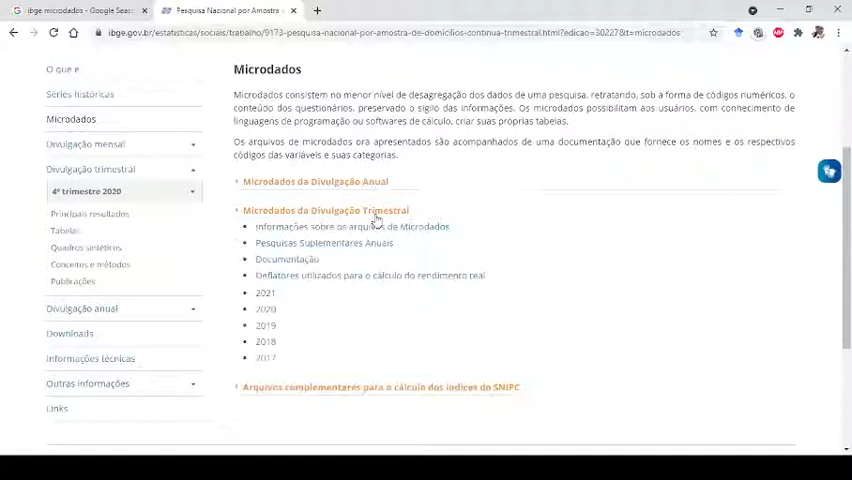 ibge microdados - Google Sear
Pesquisa Nacional por Amostra
ibge.gov.br/estatisticas/sociais/trabalho/9173-pesquisa-nacional-por-amostra-de-domicilios-continua-trimestral.html?edicao=30227&t=microdados
O que é
Séries históricas
Microdados
Divulgação mensal
Divulgação trimestral
4º trimestre 2020
Principais resultados
Tabelas
Quadros sintéticos
Conceitos e métodos
Publicações
Divulgação anual
Downloads
Informações técnicas
Outras informações
Links
Microdados
Microdados consistem no menor nível de desagregação dos dados de uma pesquisa, retratando, sob a forma de códigos numéricos, o
conteúdo dos questionários, preservado o sigilo das informações. Os microdados possibilitam aos usuários, com conhecimento de
linguagens de programação ou softwares de cálculo, criar suas próprias tabelas.
Os arquivos de microdados ora apresentados são acompanhados de uma documentação que fornece os nomes e os respectivos
códigos das variáveis e suas categorias.
Microdados da Divulgação Anual
Microdados da Divulgação Trimestral
Informações sobre os arquivos de Microdados
Pesquisas Suplementares Anuais
Documentação
Deflatores utilizados para o cálculo do rendimento real
2021
2020
2019
2018
2017
Arquivos complementares para o cálculo dos índices do SNIPC